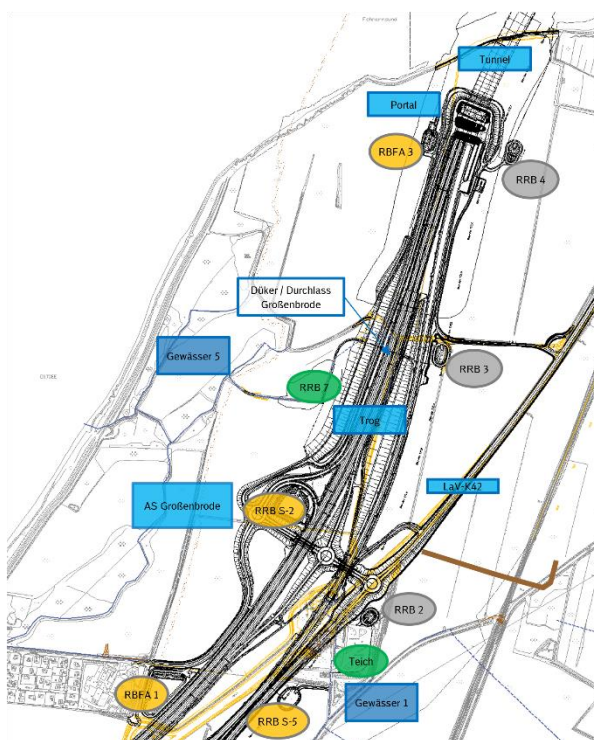 Tunnel
Portal
RBFA 3
RRB 4
Düker / Durchlass
Großenbrode
Gewässer 5
RRB 3
RRB 7
Trog
LaV-K42
AS Großenbrode
RRB S-2
RRB 2
Teich
RBFA 1
Gewässer 1
RRB S-5